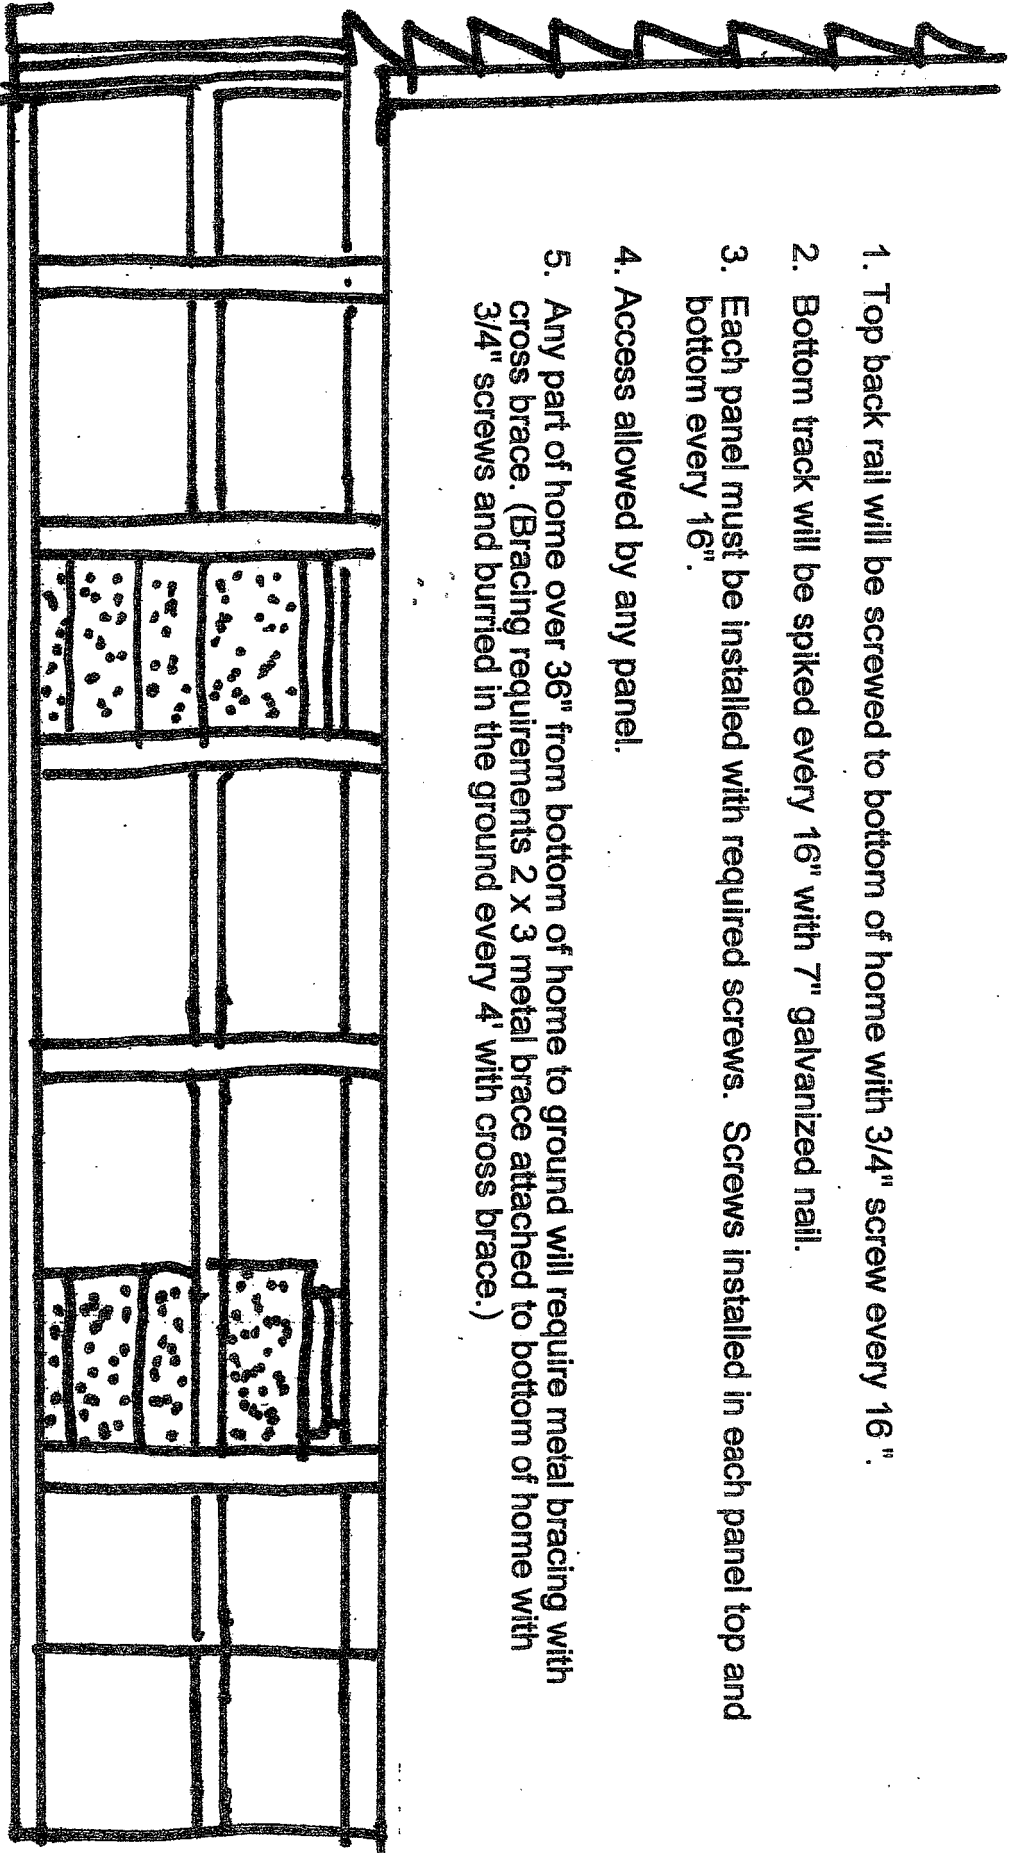 1. Top back rail will be screwed to bottom of home with 3/4" screw every 16".
2. Bottom track will be spiked every 16" with 7" galvanized nail.
3. Each panel must be installed with required screws. Screws installed in each panel top and
bottom every 16".
4. Access allowed by any panel.
5. Any part of home over 36" from bottom of home to ground will require metal bracing with
cross brace. (Bracing requirements 2 x 3 metal brace attached to bottom of home with
3/4" screws and burried in the ground every 4' with cross brace.)